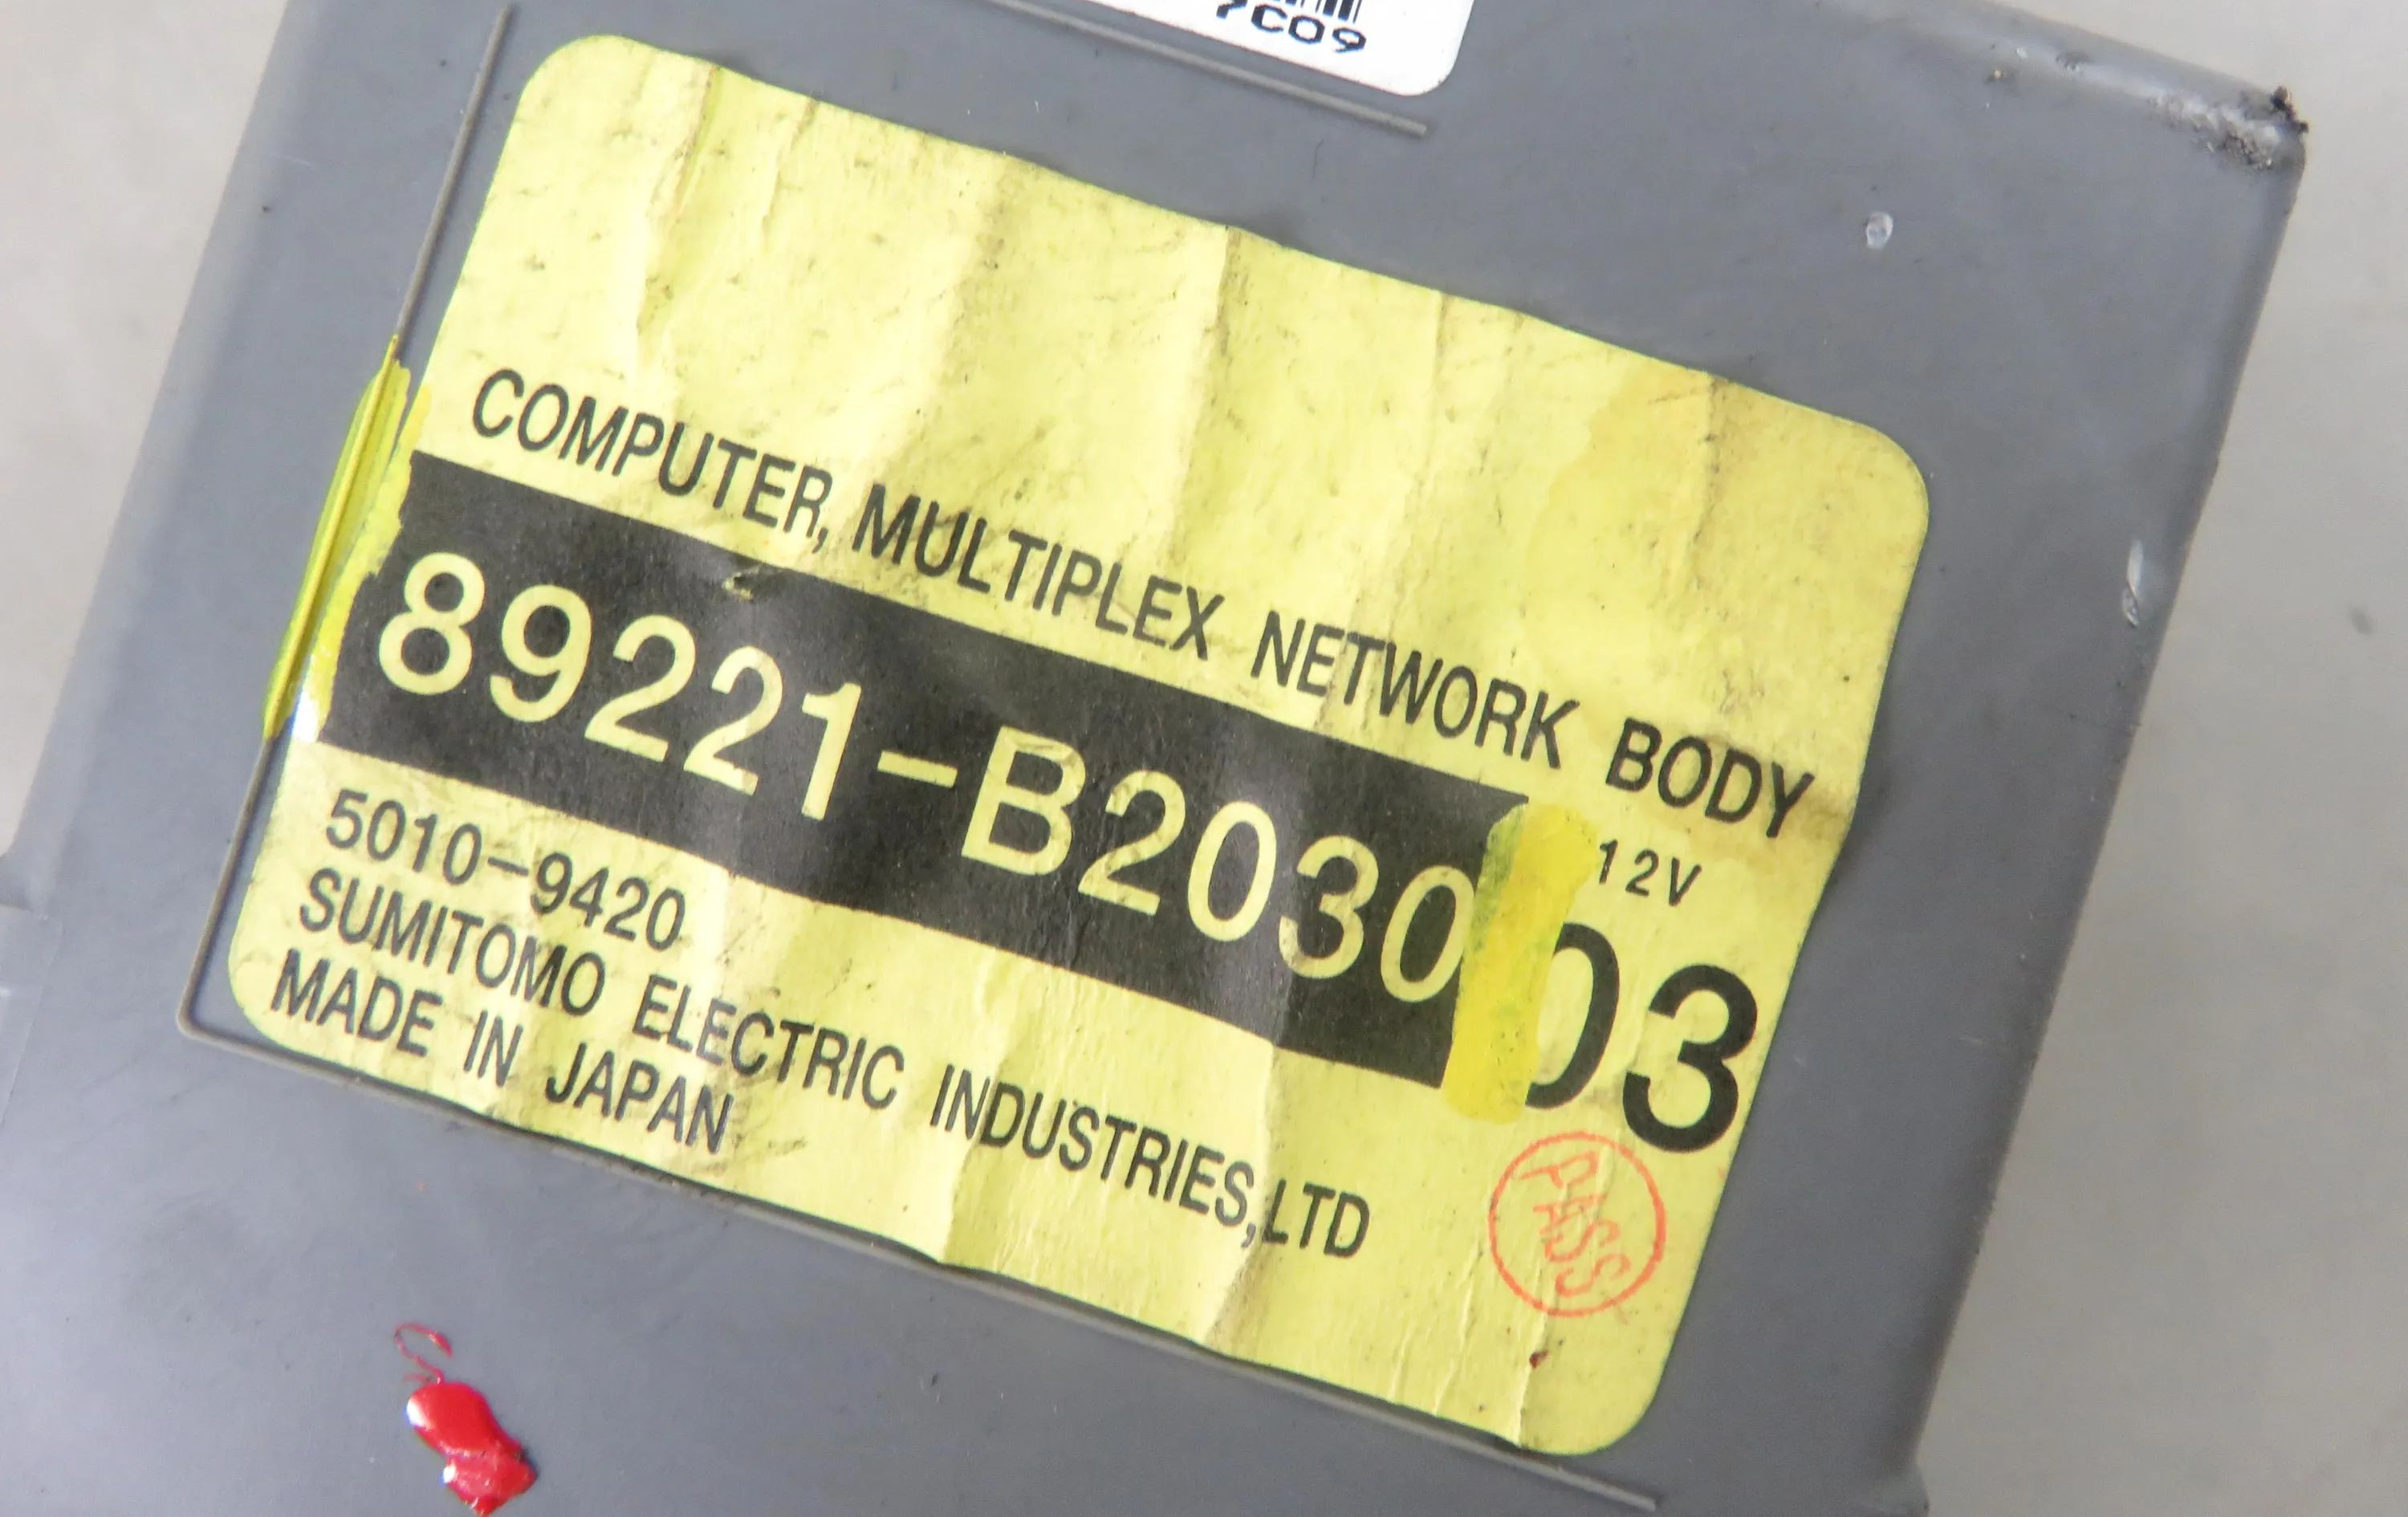 7C09
COMPUTER, MULTIPLEX NETWORK BODY
89221-B2030
12V
03
5010-9420
SUMITOMO ELECTRIC INDUSTRIES,LTD
MADE IN JAPAN
PASS